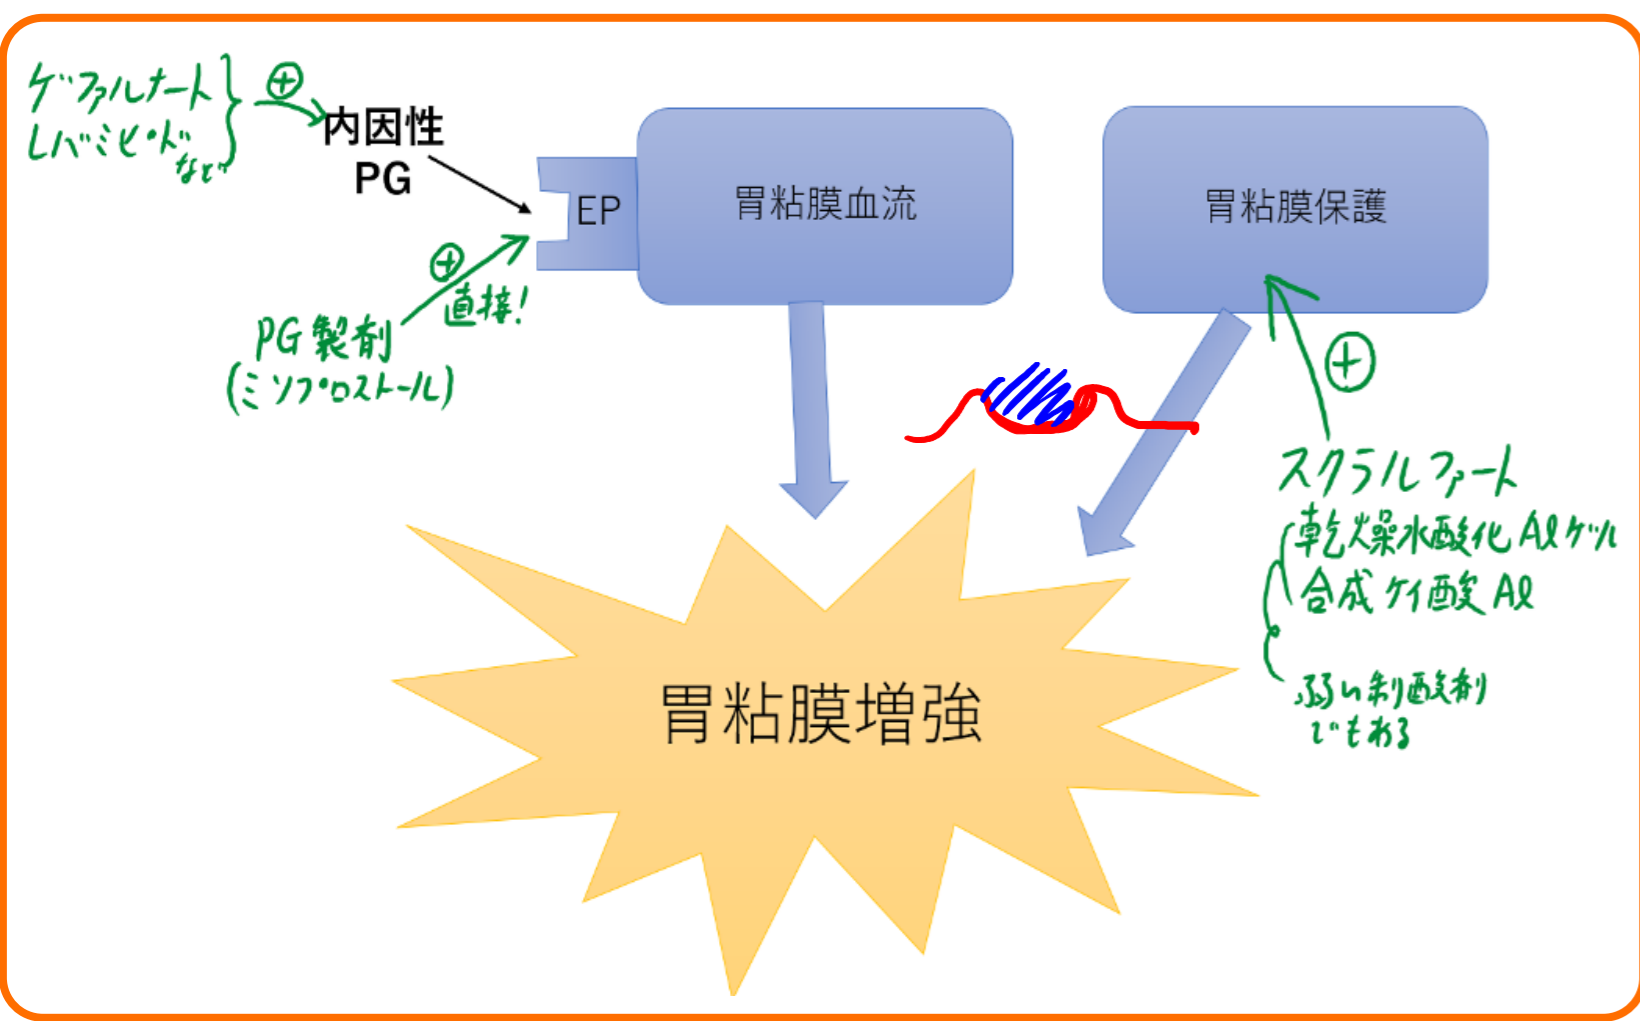 ゲファルナート
レバミピド
など
⊕
内因性
PG
EP
胃粘膜血流
胃粘膜保護
⊕
直接!
PG製剤
(ミソプロストール)
⊕
スクラルファート
乾燥水酸化Alゲル
合成ケイ酸Al
弱い制酸剤
でもある
胃粘膜増強